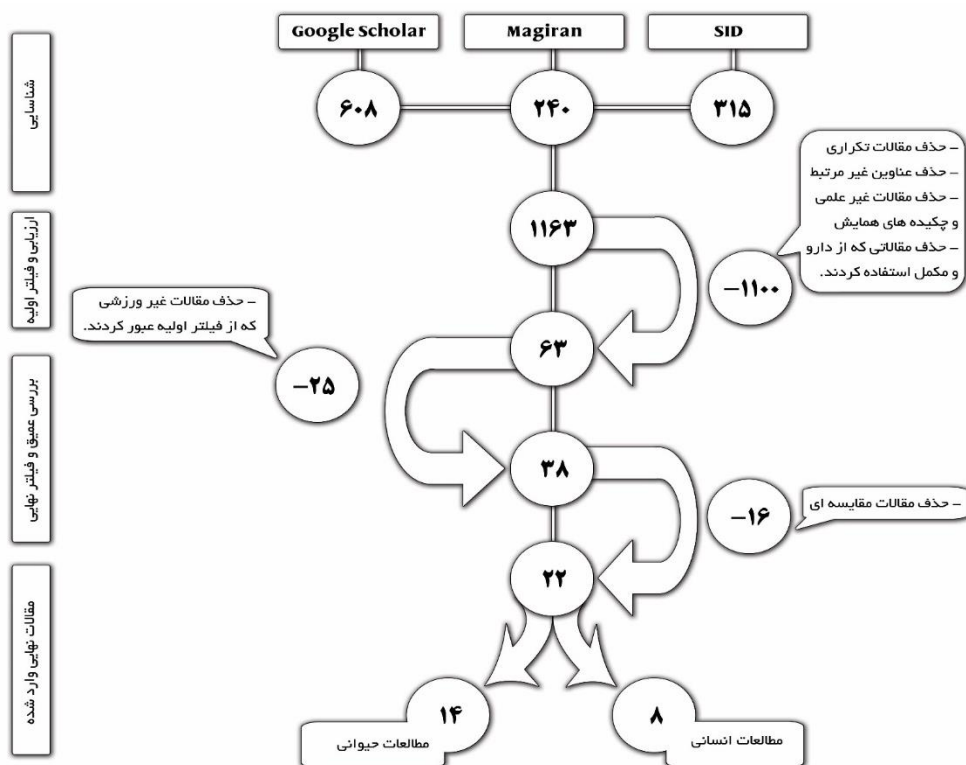 Google Scholar
Magiran
SID
۶۰۸
۲۴۰
۳۱۵
شناسایی
– حذف مقالات تکراری
– حذف عناوین غیر مرتبط
– حذف مقالات غیر علمی
و چکیده های همایش
– حذف مقالاتی که از دارو
و مکمل استفاده کردند.
۱۱۶۳
–۱۱۰۰
ارزیابی و فیلتر اولیه
– حذف مقالات غیر ورزشی
که از فیلتر اولیه عبور کردند.
۶۳
–۲۵
بررسی عمیق و فیلتر نهایی
۳۸
– حذف مقالات مقایسه ای
–۱۶
۲۲
مقالات نهایی وارد شده
۱۴
مطالعات حیوانی
۸
مطالعات انسانی